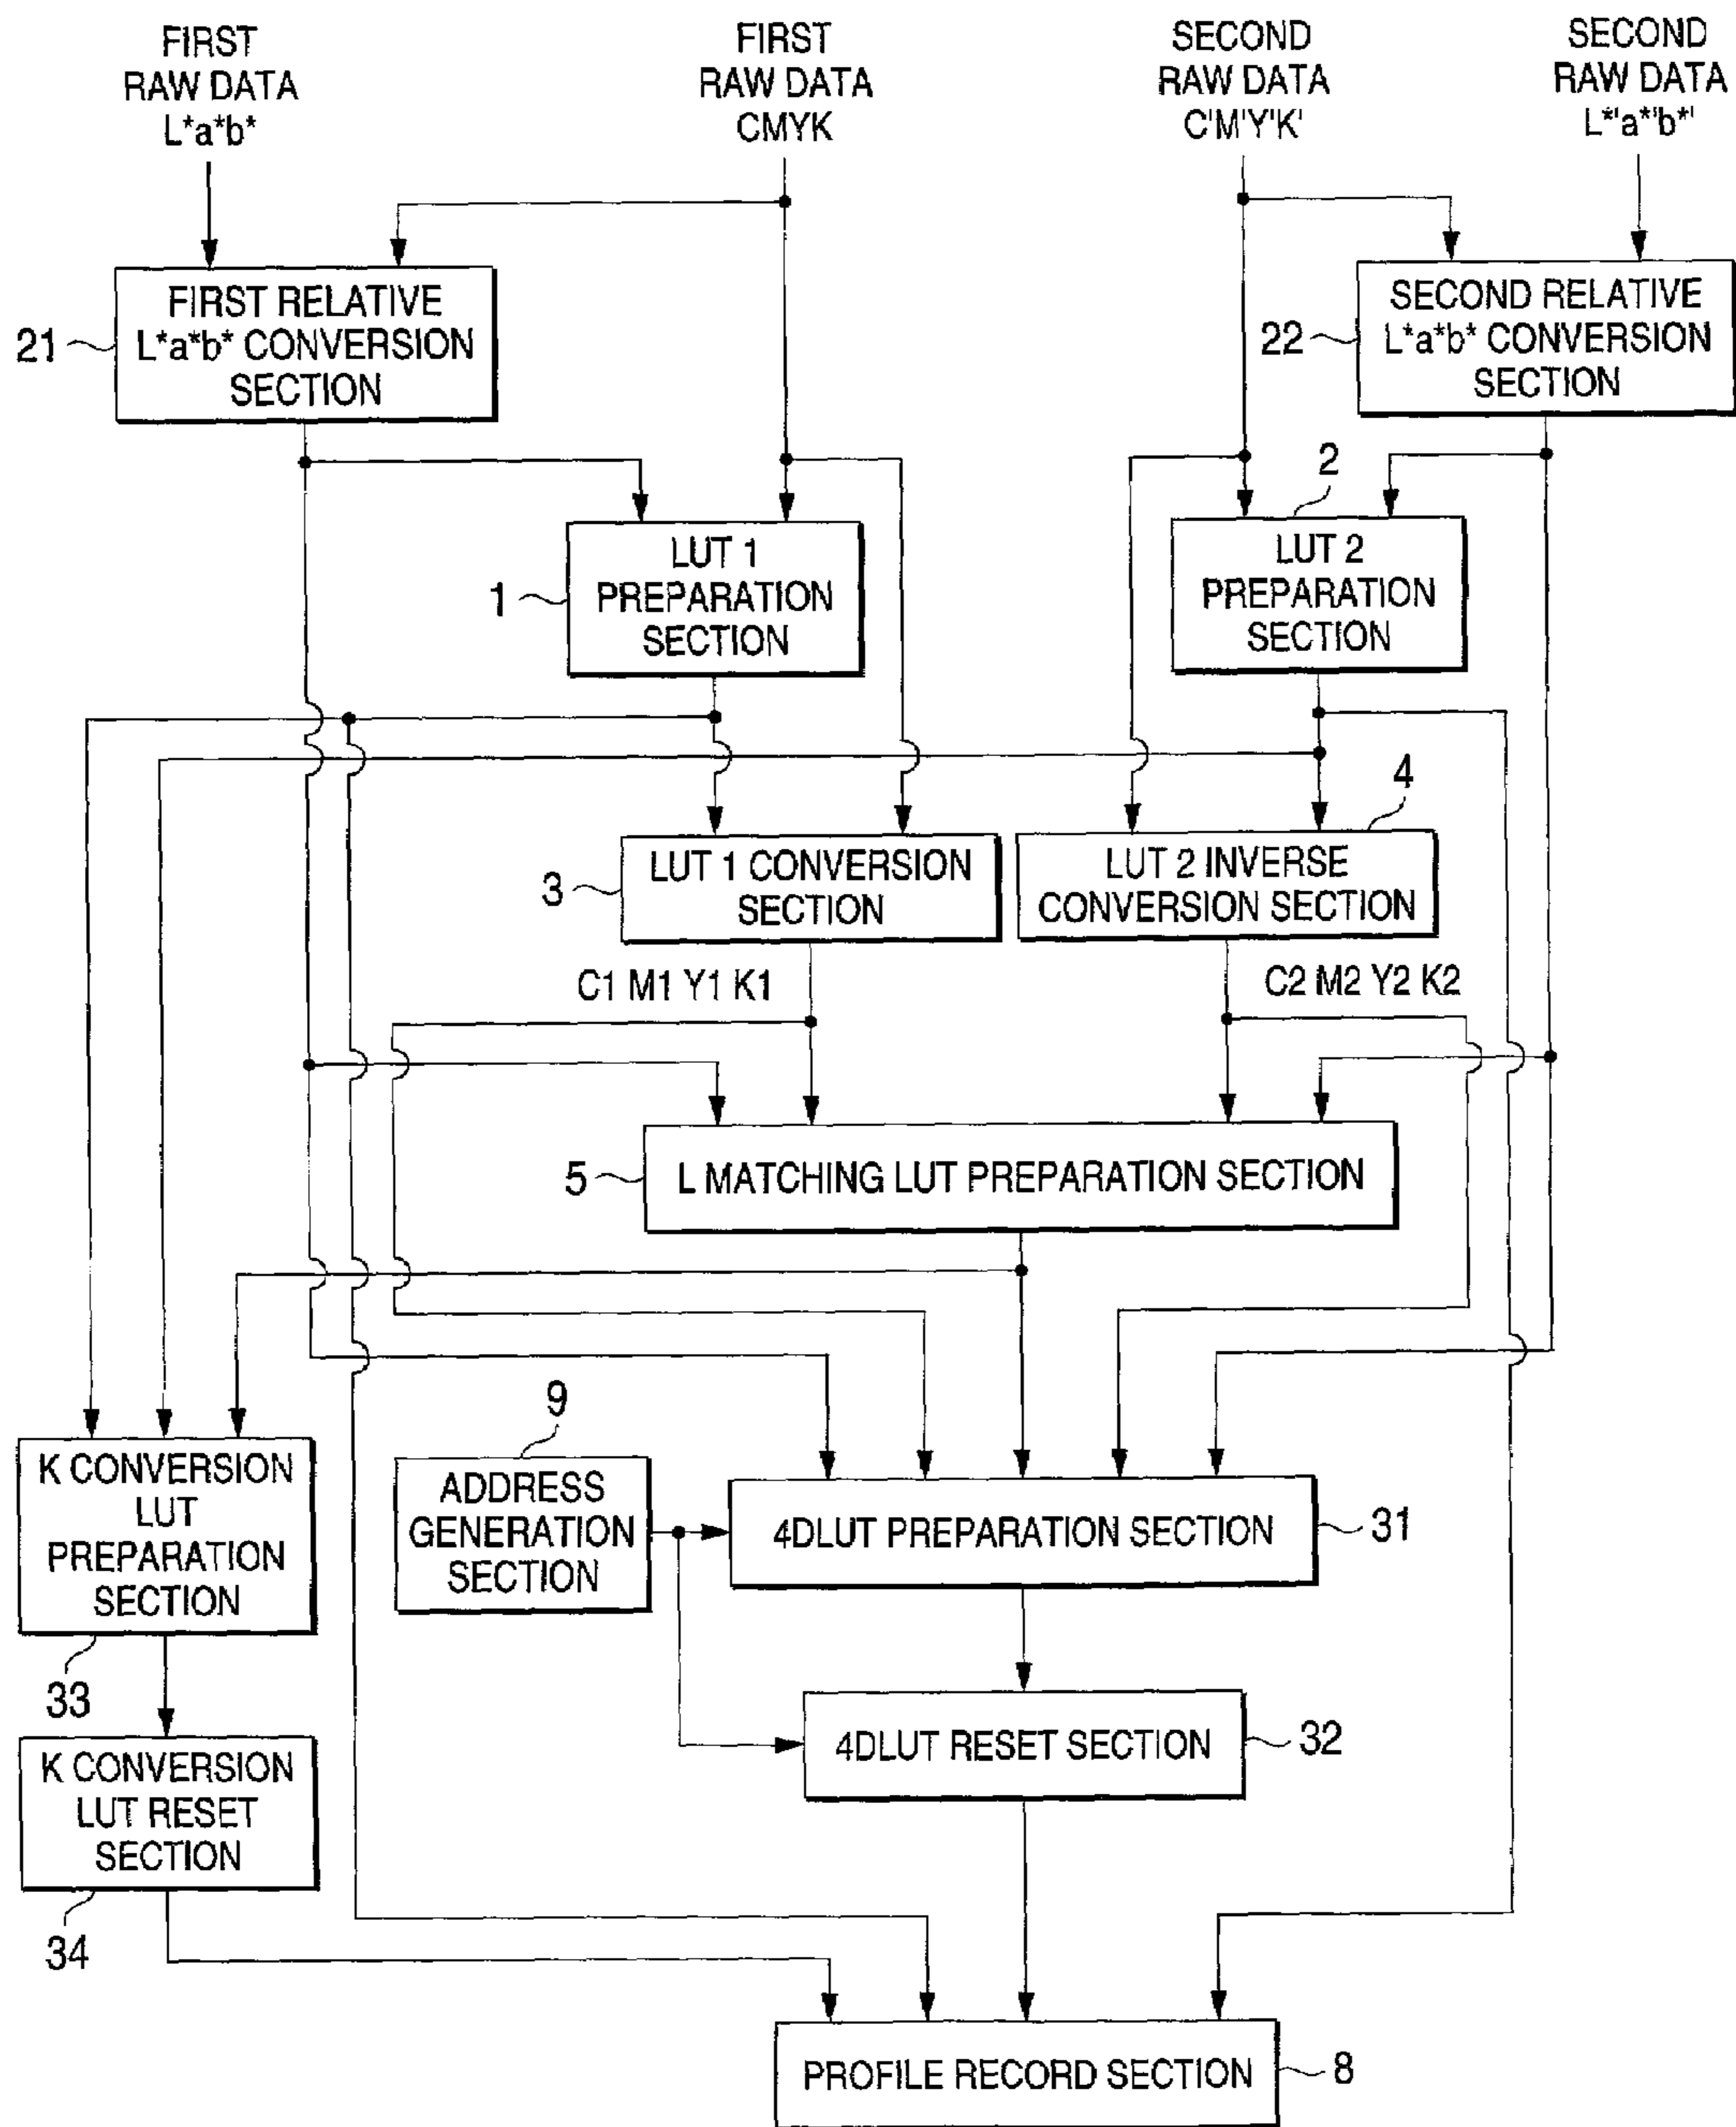 FIRST
RAW DATA
L*a*b*
FIRST
RAW DATA
CMYK
SECOND
RAW DATA
C'M'Y'K'
SECOND
RAW DATA
L*'a*'b*'
FIRST RELATIVE
L*a*b* CONVERSION
SECTION
21
SECOND RELATIVE
L*a*b* CONVERSION
SECTION
22
LUT 1
PREPARATION
SECTION
1
2
LUT 2
PREPARATION
SECTION
LUT 1 CONVERSION
SECTION
3
4
LUT 2 INVERSE
CONVERSION SECTION
C1 M1 Y1 K1
C2 M2 Y2 K2
5
L MATCHING LUT PREPARATION SECTION
K CONVERSION
LUT
PREPARATION
SECTION
33
9
ADDRESS
GENERATION
SECTION
4DLUT PREPARATION SECTION
31
4DLUT RESET SECTION
32
K CONVERSION
LUT RESET
SECTION
34
PROFILE RECORD SECTION
8